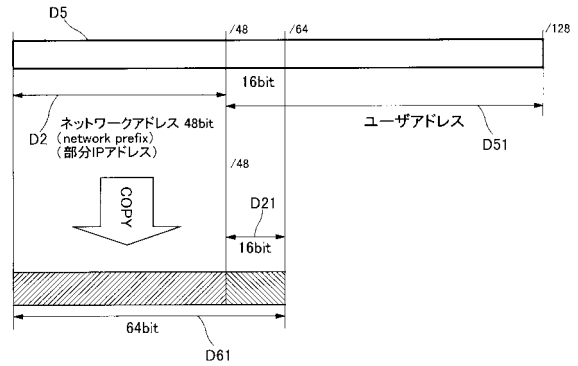 D5
/48
/64
/128
16bit
D2
ネットワークアドレス 48bit
(network prefix)
(部分IPアドレス)
ユーザアドレス
D51
/48
COPY
D21
16bit
64bit
D61